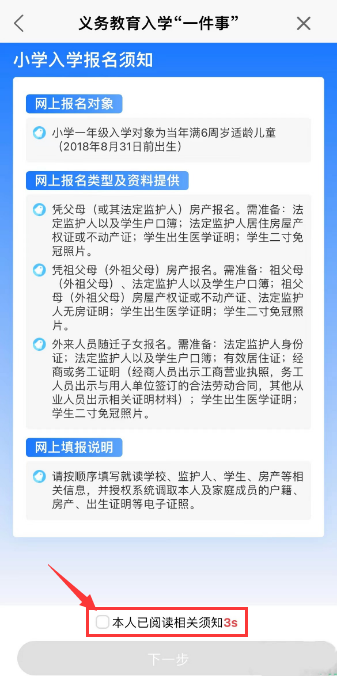 义务教育入学“一件事”
小学入学报名须知
网上报名对象
小学一年级入学对象为当年满6周岁适龄儿童
（2018年8月31日前出生）
网上报名类型及资料提供
凭父母（或其法定监护人）房产报名。需准备：法
定监护人以及学生户口簿；法定监护人居住房屋产
权证或不动产证；学生出生医学证明；学生二寸免
冠照片。
凭祖父母（外祖父母）房产报名。需准备：祖父母
（外祖父母）、法定监护人以及学生户口簿；祖父
母（外祖父母）房屋产权证或不动产证、法定监护
人无房证明；学生出生医学证明；学生二寸免冠照
片。
外来人员随迁子女报名。需准备：法定监护人身份
证；法定监护人以及学生户口簿；有效居住证；经
商或务工证明（经商人员出示工商营业执照，务工
人员出示与用人单位签订的合法劳动合同，其他从
业人员出示相关证明材料）；学生出生医学证明；
学生二寸免冠照片。
网上填报说明
请按顺序填写就读学校、监护人、学生、房产等相
关信息，并授权系统调取本人及家庭成员的户籍、
房产、出生证明等电子证照。
本人已阅读相关须知3s
下一步